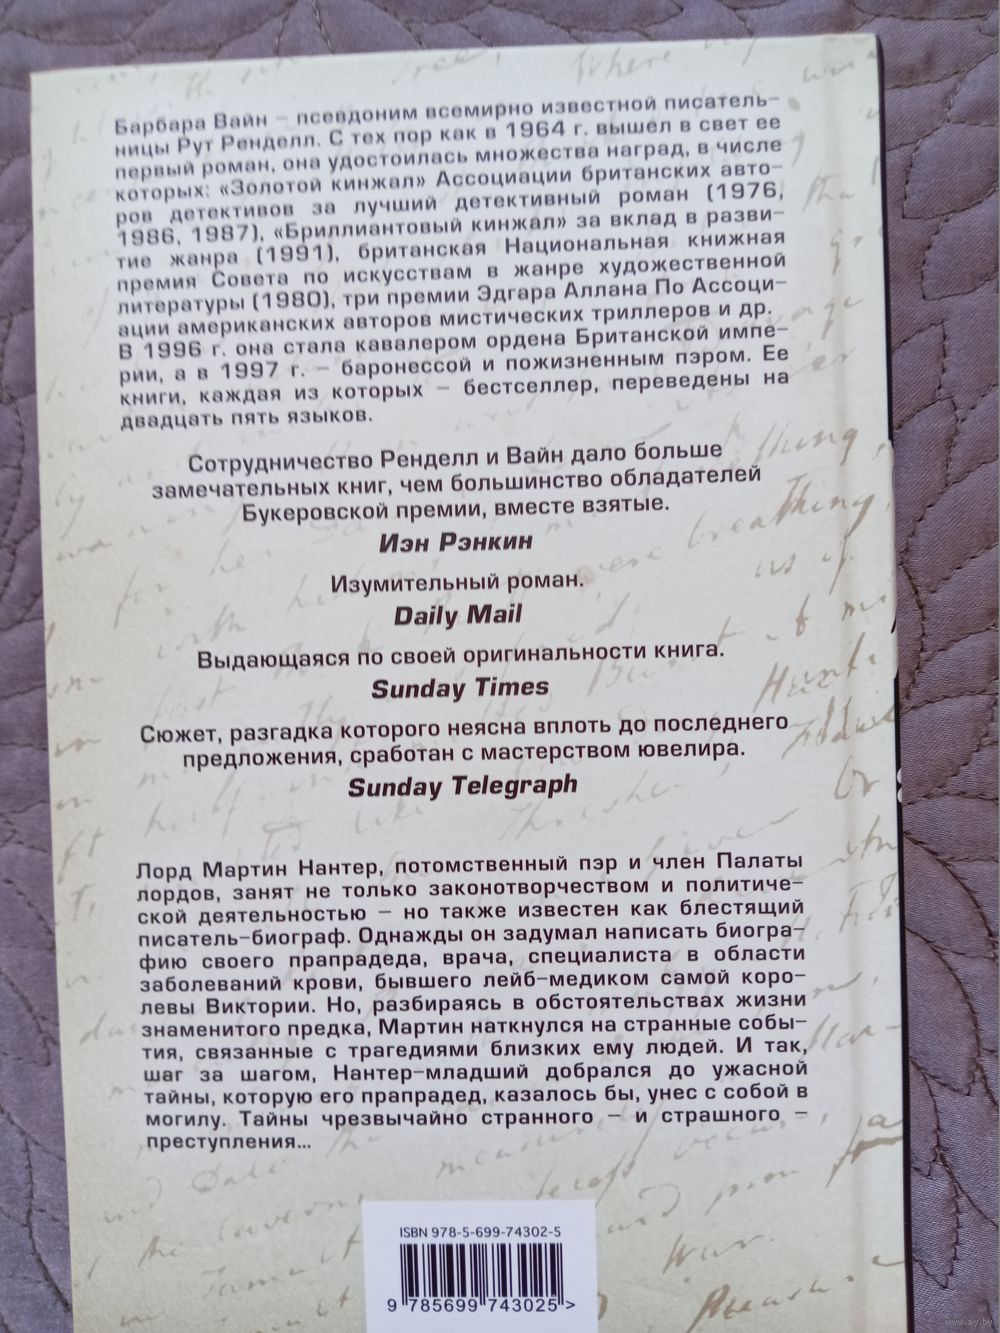 Барбара Вайн – псевдоним всемирно известной писатель-
ницы Рут Ренделл. С тех пор как в 1964 г. вышел в свет ее
первый роман, она удостоилась множества наград, в числе
которых: «Золотой кинжал» Ассоциации британских авто-
ров детективов за лучший детективный роман (1976,
1986, 1987), «Бриллиантовый кинжал» за вклад в разви-
тие жанра (1991), британская Национальная книжная
премия Совета по искусствам в жанре художественной
литературы (1980), три премии Эдгара Аллана По Ассоци-
ации американских авторов мистических триллеров и др.
В 1996 г. она стала кавалером ордена Британской импе-
рии, а в 1997 г. – баронессой и пожизненным пэром. Ее
книги, каждая из которых – бестселлер, переведены на
двадцать пять языков.
Сотрудничество Ренделл и Вайн дало больше
замечательных книг, чем большинство обладателей
Букеровской премии, вместе взятые.
Иэн Рэнкин
Изумительный роман.
Daily Mail
Выдающаяся по своей оригинальности книга.
Sunday Times
Сюжет, разгадка которого неясна вплоть до последнего
предложения, сработан с мастерством ювелира.
Sunday Telegraph
Лорд Мартин Нантер, потомственный пэр и член Палаты
лордов, занят не только законотворчеством и политиче-
ской деятельностью – но также известен как блестящий
писатель-биограф. Однажды он задумал написать биогра-
фию своего прапрадеда, врача, специалиста в области
заболеваний крови, бывшего лейб-медиком самой коро-
левы Виктории. Но, разбираясь в обстоятельствах жизни
знаменитого предка, Мартин наткнулся на странные собы-
тия, связанные с трагедиями близких ему людей. И так,
шаг за шагом, Нантер-младший добрался до ужасной
тайны, которую его прапрадед, казалось бы, унес с собой в
могилу. Тайны чрезвычайно странного – и страшного –
преступления...
ISBN 978-5-699-74302-5
9 785699 743025 >
www.ay.by